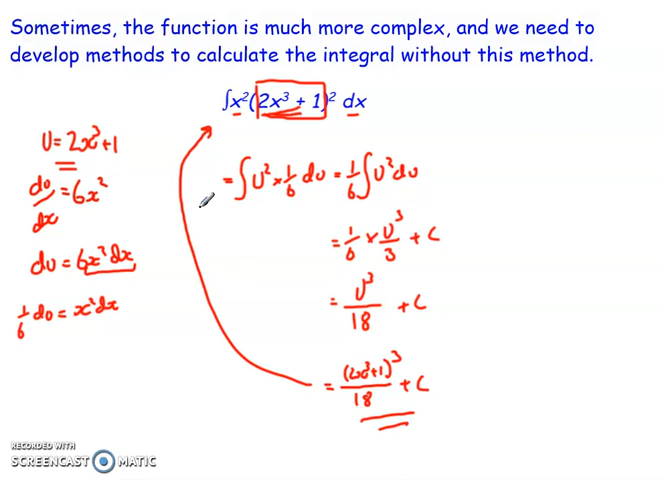 Sometimes, the function is much more complex, and we need to
develop methods to calculate the integral without this method.
∫x²(2x³ + 1)² dx
U = 2x³+1
du/dx = 6x²
du = 6x² dx
1/6 du = x² dx
= ∫ U² × 1/6 du = 1/6 ∫ U² du
= 1/6 × U³/3 + C
= U³/18 + C
= (2x³+1)³/18 + C
RECORDED WITH
SCREENCAST MATIC